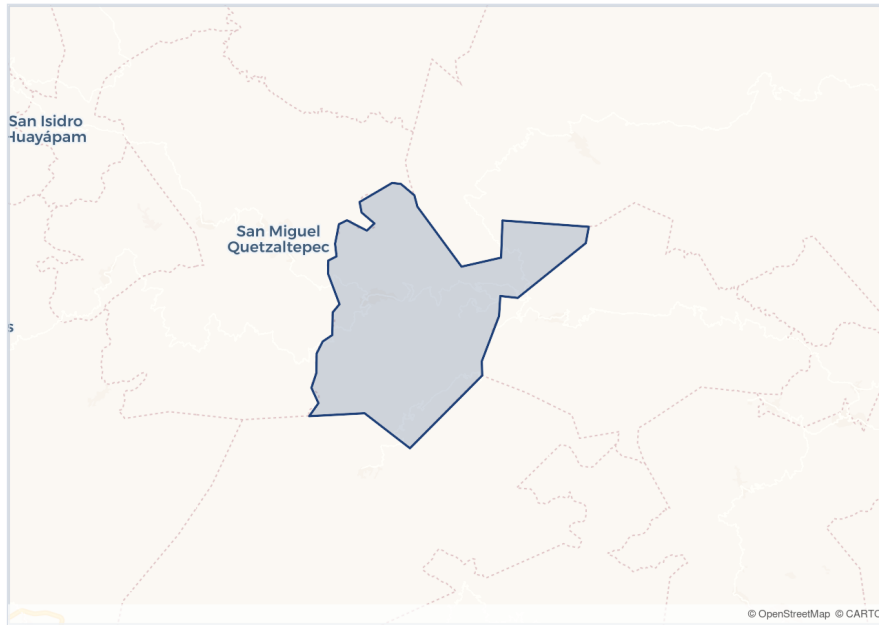 San Isidro
Huayápam
San Miguel
Quetzaltepec
s
© OpenStreetMap © CARTO